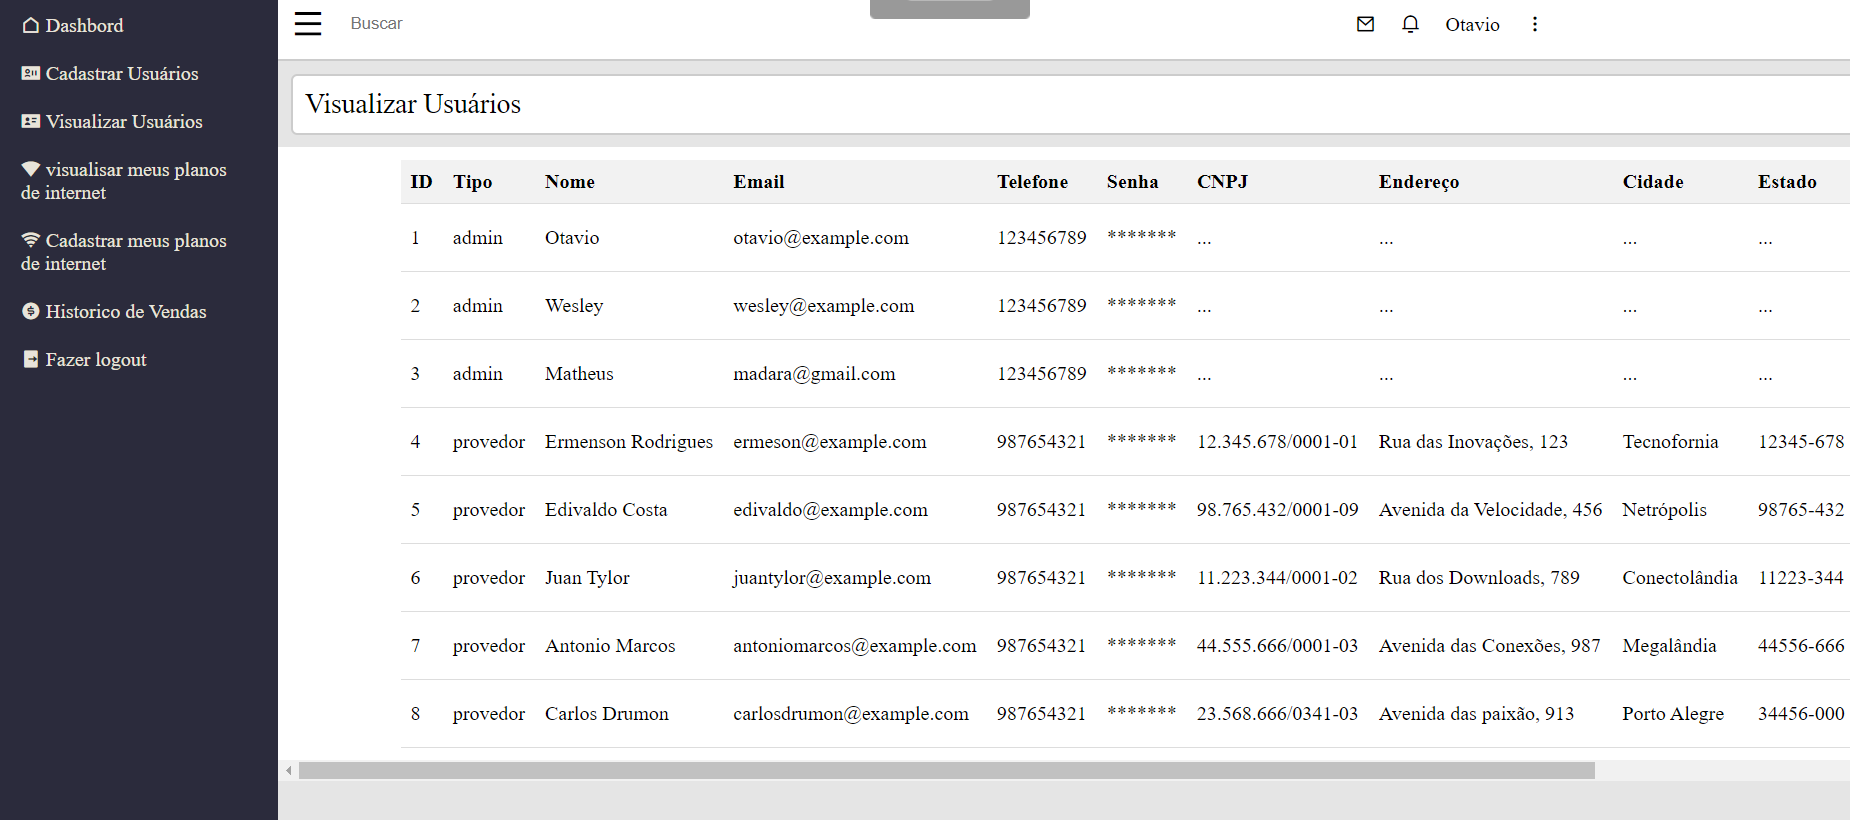 Dashbord
Cadastrar Usuários
Visualizar Usuários
visualisar meus planos
de internet
Cadastrar meus planos
de internet
Historico de Vendas
Fazer logout
Buscar
Otavio
Visualizar Usuários
ID Tipo Nome Email Telefone Senha CNPJ Endereço Cidade Estado
1 admin Otavio otavio@example.com 123456789 ******* ... ... ... ...
2 admin Wesley wesley@example.com 123456789 ******* ... ... ... ...
3 admin Matheus madara@gmail.com 123456789 ******* ... ... ... ...
4 provedor Ermenson Rodrigues ermeson@example.com 987654321 ******* 12.345.678/0001-01 Rua das Inovações, 123 Tecnofornia 12345-678
5 provedor Edivaldo Costa edivaldo@example.com 987654321 ******* 98.765.432/0001-09 Avenida da Velocidade, 456 Netrópolis 98765-432
6 provedor Juan Tylor juantylor@example.com 987654321 ******* 11.223.344/0001-02 Rua dos Downloads, 789 Conectolândia 11223-344
7 provedor Antonio Marcos antoniomarcos@example.com 987654321 ******* 44.555.666/0001-03 Avenida das Conexões, 987 Megalândia 44556-666
8 provedor Carlos Drumon carlosdrumon@example.com 987654321 ******* 23.568.666/0341-03 Avenida das paixão, 913 Porto Alegre 34456-000